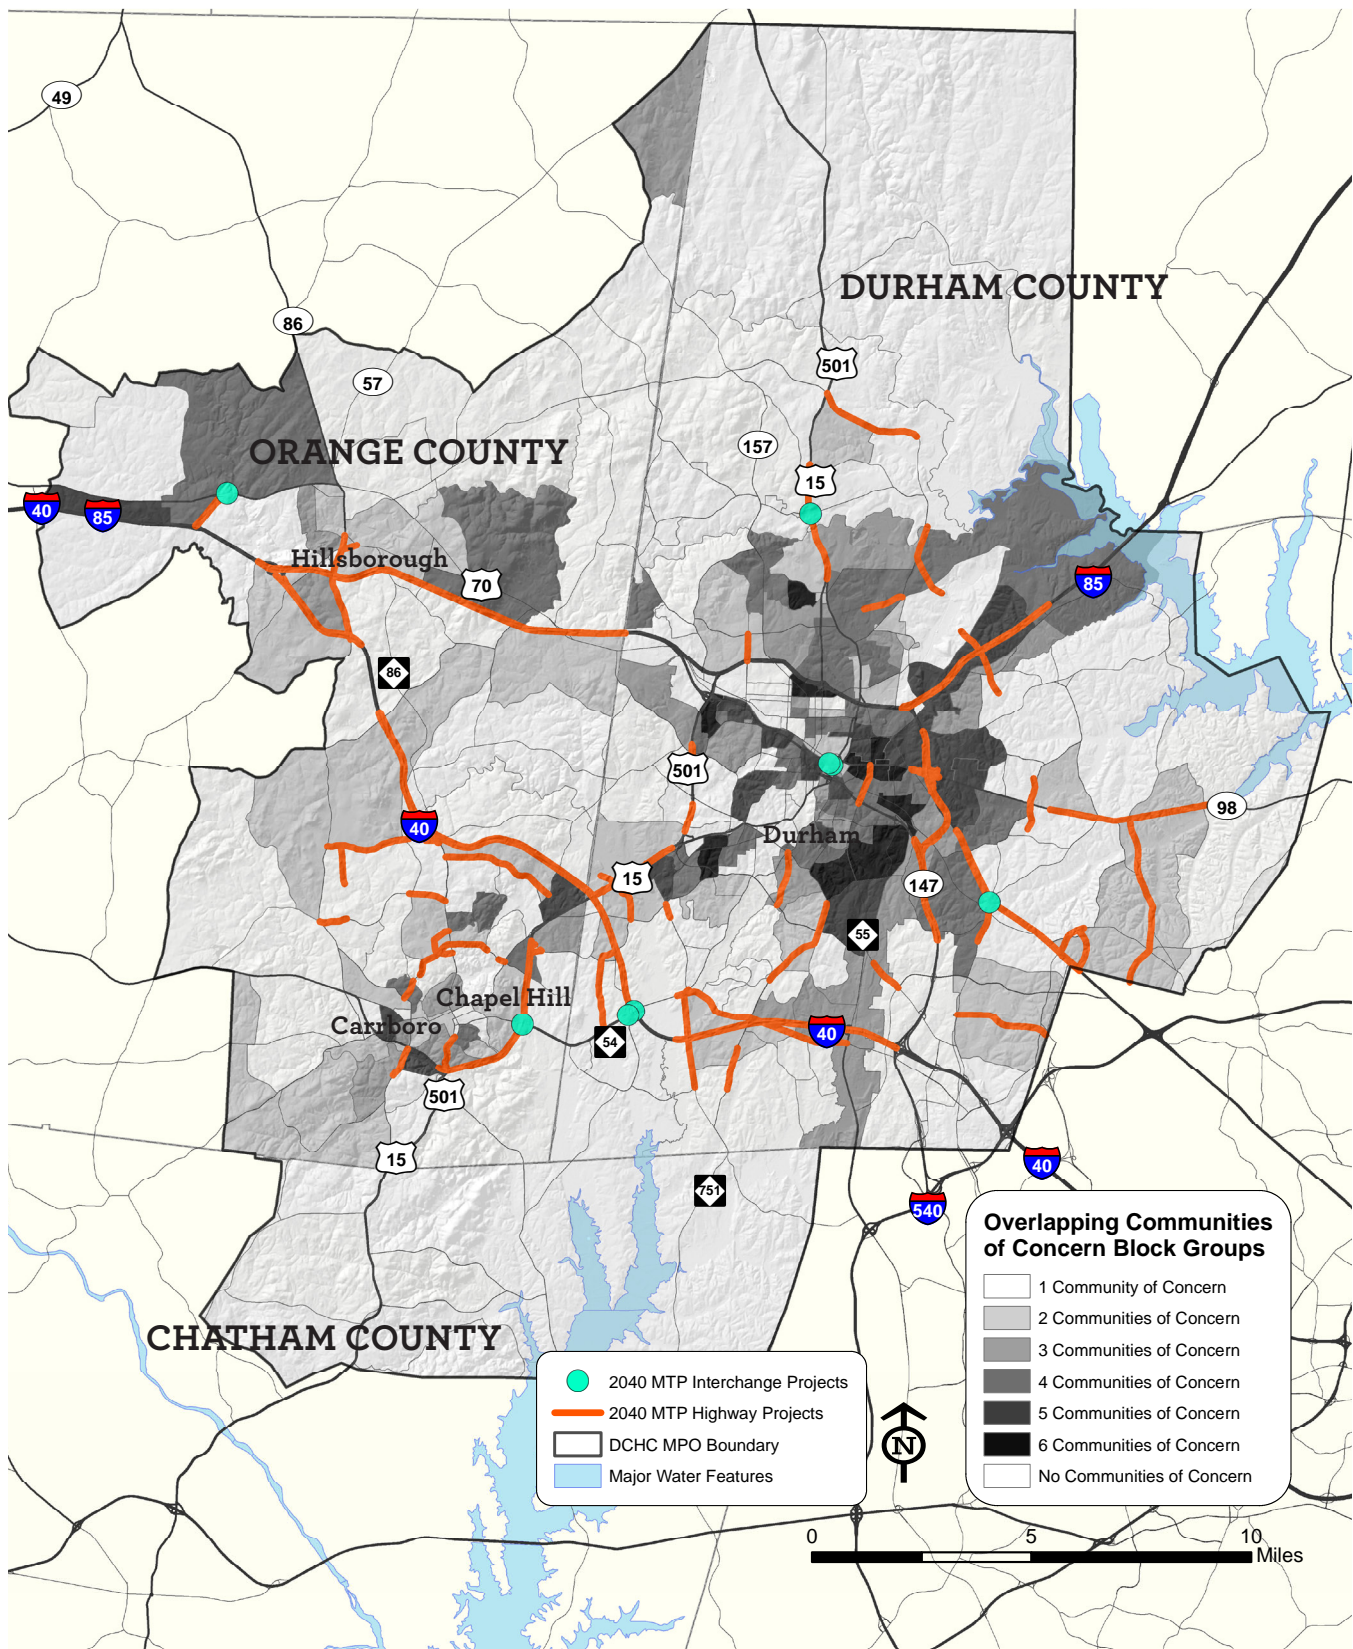 49
86
57
DURHAM COUNTY
501
ORANGE COUNTY
157
15
40
85
Hillsborough
70
85
86
501
40
98
Durham
15
147
55
Chapel Hill
Carrboro
54
40
501
15
40
751
540
CHATHAM COUNTY
Overlapping Communities
of Concern Block Groups
1 Community of Concern
2 Communities of Concern
3 Communities of Concern
4 Communities of Concern
5 Communities of Concern
6 Communities of Concern
No Communities of Concern
2040 MTP Interchange Projects
2040 MTP Highway Projects
DCHC MPO Boundary
Major Water Features
N
0 5 10
Miles